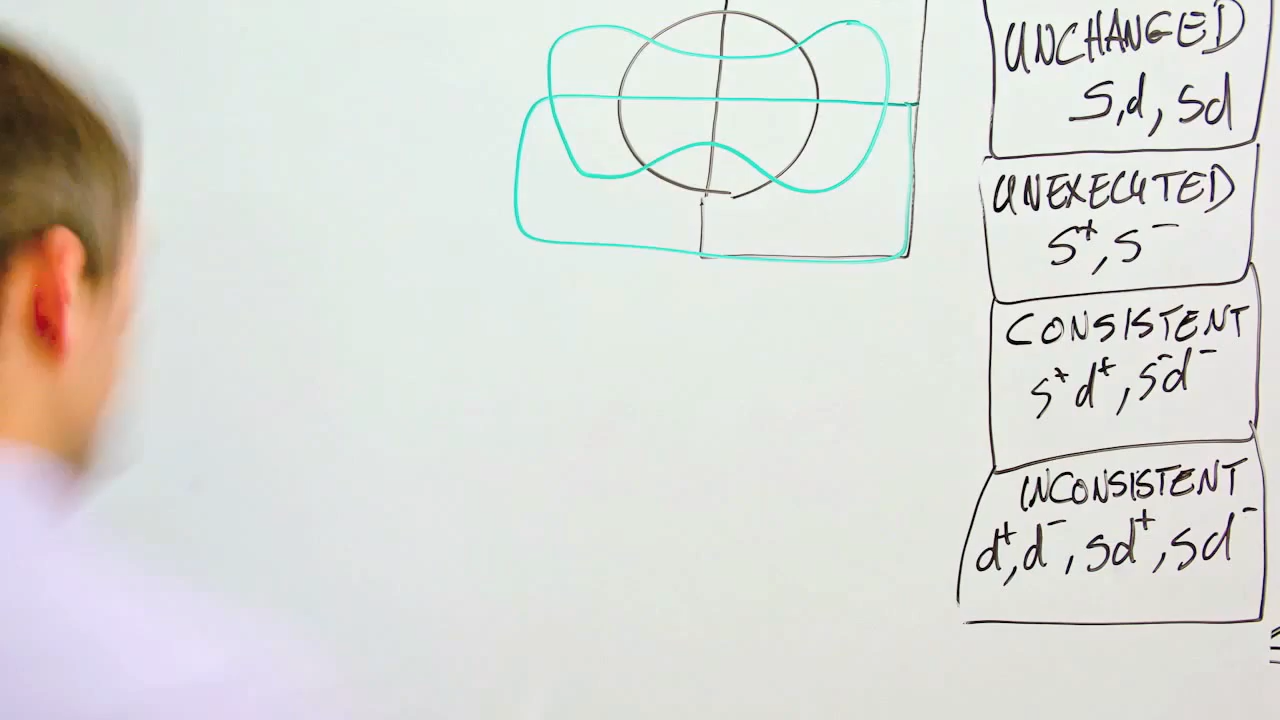 UNCHANGED
S,d, Sd
UNEXECUTED
S⁺, S⁻
CONSISTENT
S⁺d⁺, S⁻d⁻
INCONSISTENT
d⁺, d⁻, Sd⁺, Sd⁻